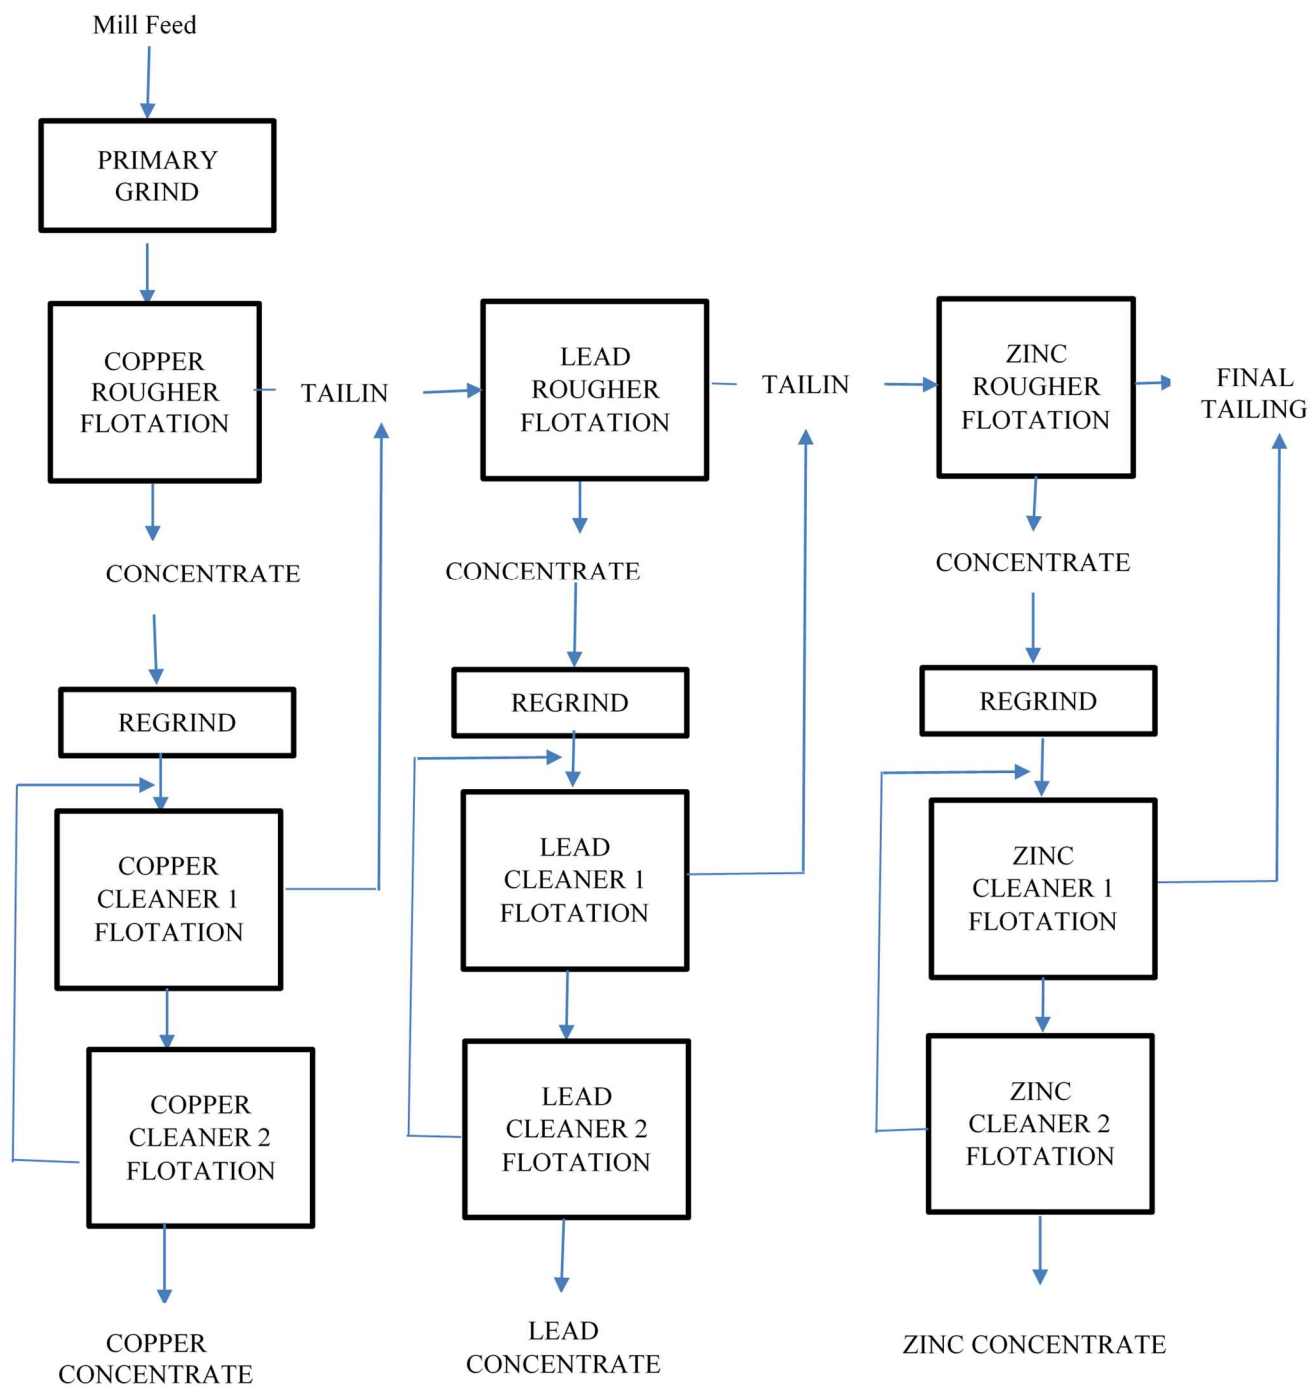 Mill Feed
PRIMARY
GRIND
COPPER
ROUGHER
FLOTATION
TAILIN
LEAD
ROUGHER
FLOTATION
TAILIN
ZINC
ROUGHER
FLOTATION
FINAL
TAILING
CONCENTRATE
CONCENTRATE
CONCENTRATE
REGRIND
REGRIND
REGRIND
COPPER
CLEANER 1
FLOTATION
LEAD
CLEANER 1
FLOTATION
ZINC
CLEANER 1
FLOTATION
COPPER
CLEANER 2
FLOTATION
LEAD
CLEANER 2
FLOTATION
ZINC
CLEANER 2
FLOTATION
COPPER
CONCENTRATE
LEAD
CONCENTRATE
ZINC CONCENTRATE